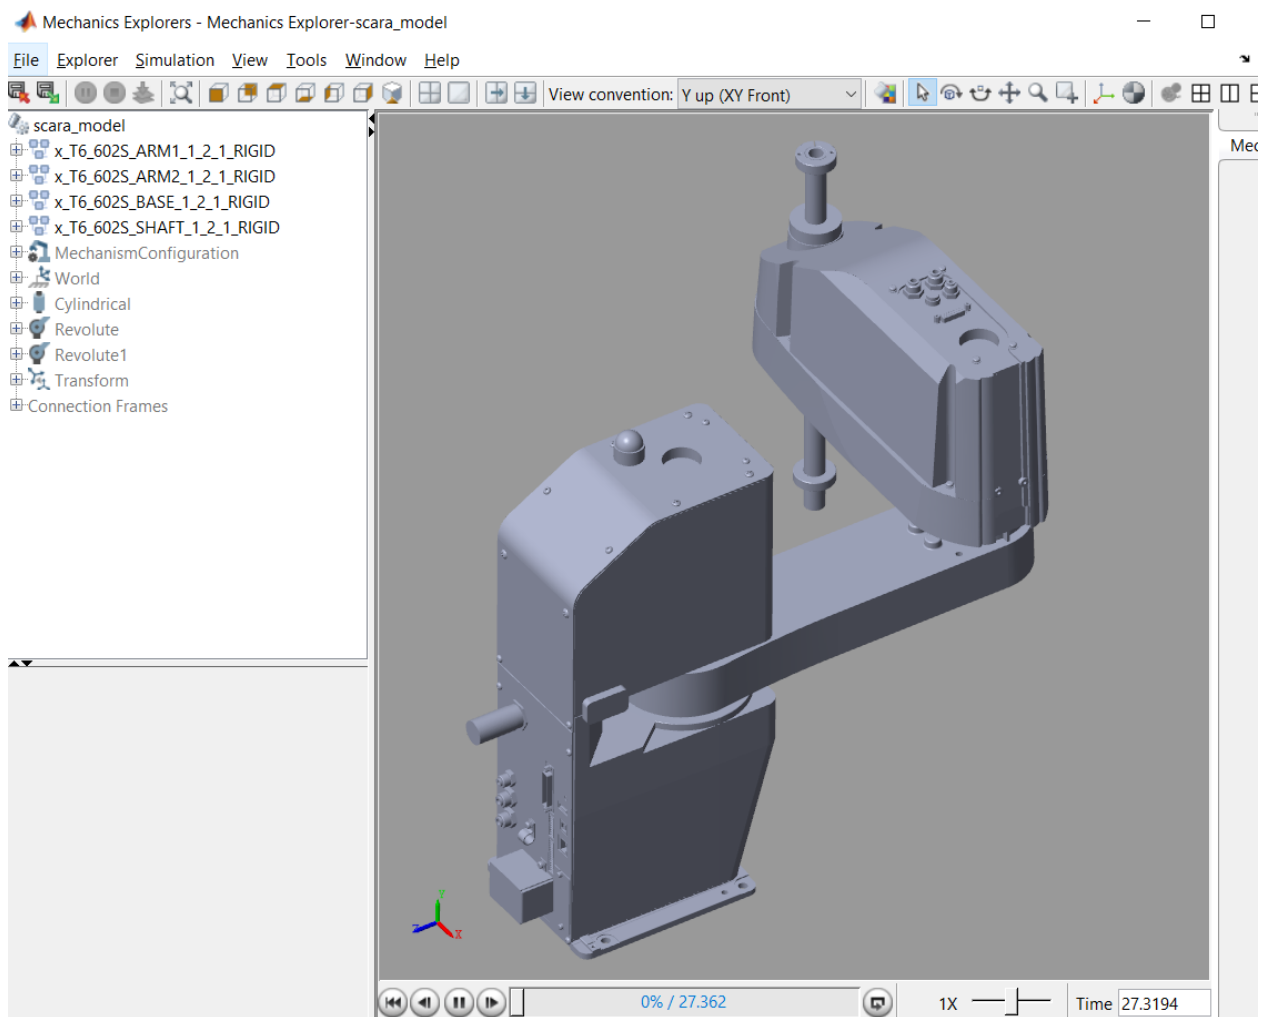 Mechanics Explorers - Mechanics Explorer-scara_model
File Explorer Simulation View Tools Window Help
View convention: Y up (XY Front)
scara_model
x_T6_602S_ARM1_1_2_1_RIGID
x_T6_602S_ARM2_1_2_1_RIGID
x_T6_602S_BASE_1_2_1_RIGID
x_T6_602S_SHAFT_1_2_1_RIGID
MechanismConfiguration
World
Cylindrical
Revolute
Revolute1
Transform
Connection Frames
Mec
Y
Z
X
0% / 27.362
1X
Time 27.3194